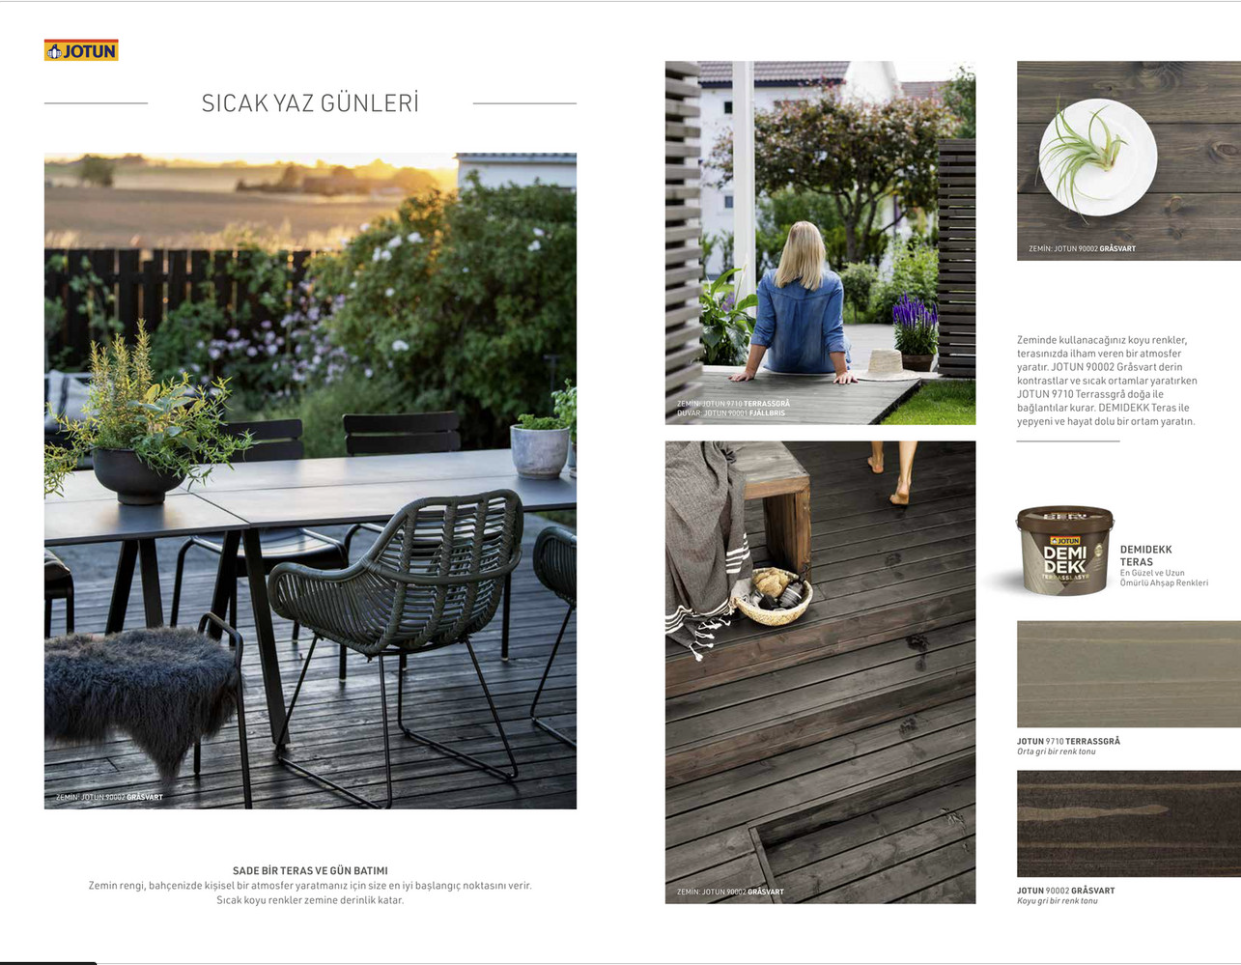 JOTUN
SICAK YAZ GÜNLERİ
ZEMİN: JOTUN 90002 GRÅSVART
SADE BİR TERAS VE GÜN BATIMI
Zemin rengi, bahçenizde kişisel bir atmosfer yaratmanız için size en iyi başlangıç noktasını verir.
Sıcak koyu renkler zemine derinlik katar.
ZEMİN: JOTUN 9710 TERRASSGRÅ
DUVAR: JOTUN 90001 FJÄLLBRIS
ZEMİN: JOTUN 90002 GRÅSVART
ZEMİN: JOTUN 90002 GRÅSVART
Zeminde kullanacağınız koyu renkler,
terasınızda ilham veren bir atmosfer
yaratır. JOTUN 90002 Gråsvart derin
kontrastlar ve sıcak ortamlar yaratırken
JOTUN 9710 Terrassgrå doğa ile
bağlantılar kurar. DEMIDEKK Teras ile
yepyeni ve hayat dolu bir ortam yaratın.
JOTUN
DEMI
DEKK
TERRASSLASYR
DEMIDEKK
TERAS
En Güzel ve Uzun
Ömürlü Ahşap Renkleri
JOTUN 9710 TERRASSGRÅ
Orta gri bir renk tonu
JOTUN 90002 GRÅSVART
Koyu gri bir renk tonu